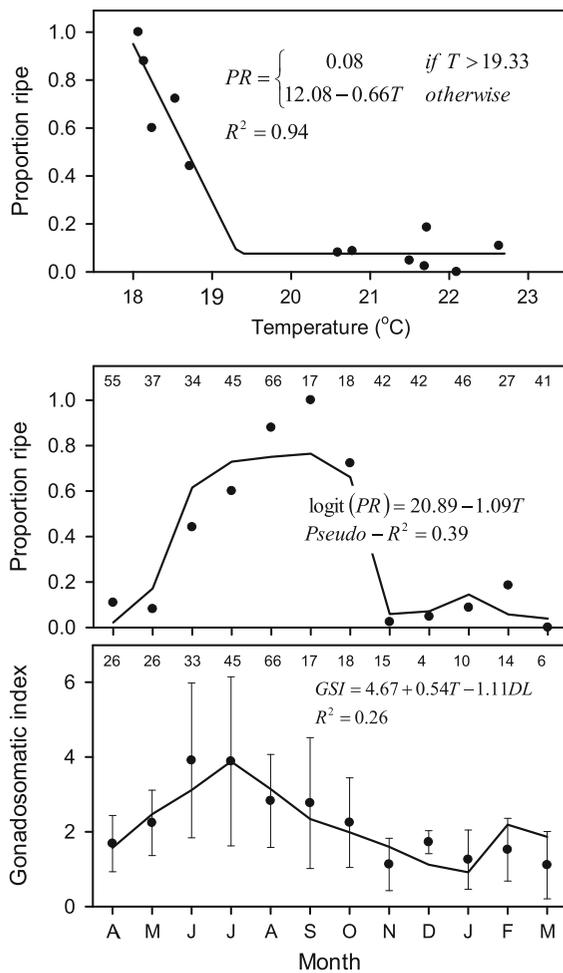 1.0
0.8
0.6
0.4
0.2
0.0
Proportion ripe
PR = { 0.08 if T > 19.33
12.08 − 0.66T otherwise
R² = 0.94
18 19 20 21 22 23
Temperature (°C)
55 37 34 45 66 17 18 42 42 46 27 41
1.0
0.8
0.6
0.4
0.2
0.0
Proportion ripe
logit(PR) = 20.89 − 1.09T
Pseudo − R² = 0.39
26 26 33 45 66 17 18 15 4 10 14 6
6
4
2
0
Gonadosomatic index
GSI = 4.67 + 0.54T − 1.11DL
R² = 0.26
A M J J A S O N D J F M
Month